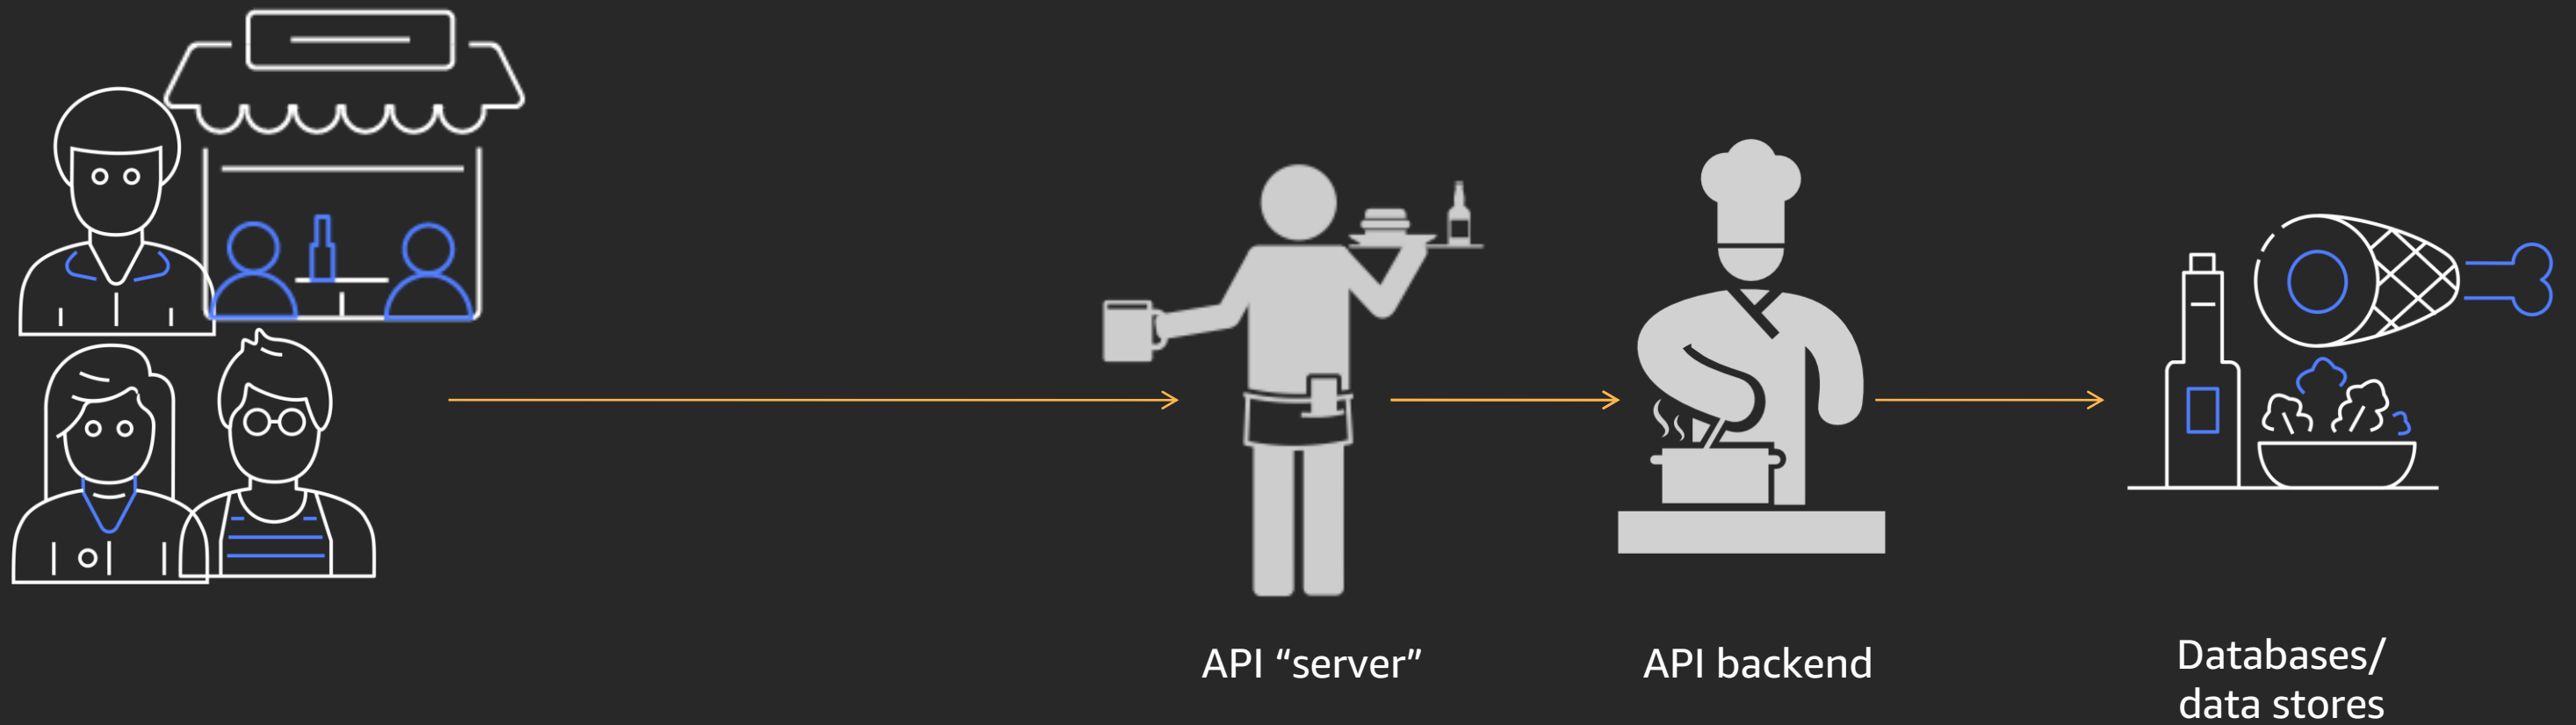 API “server”
API backend
Databases/
data stores